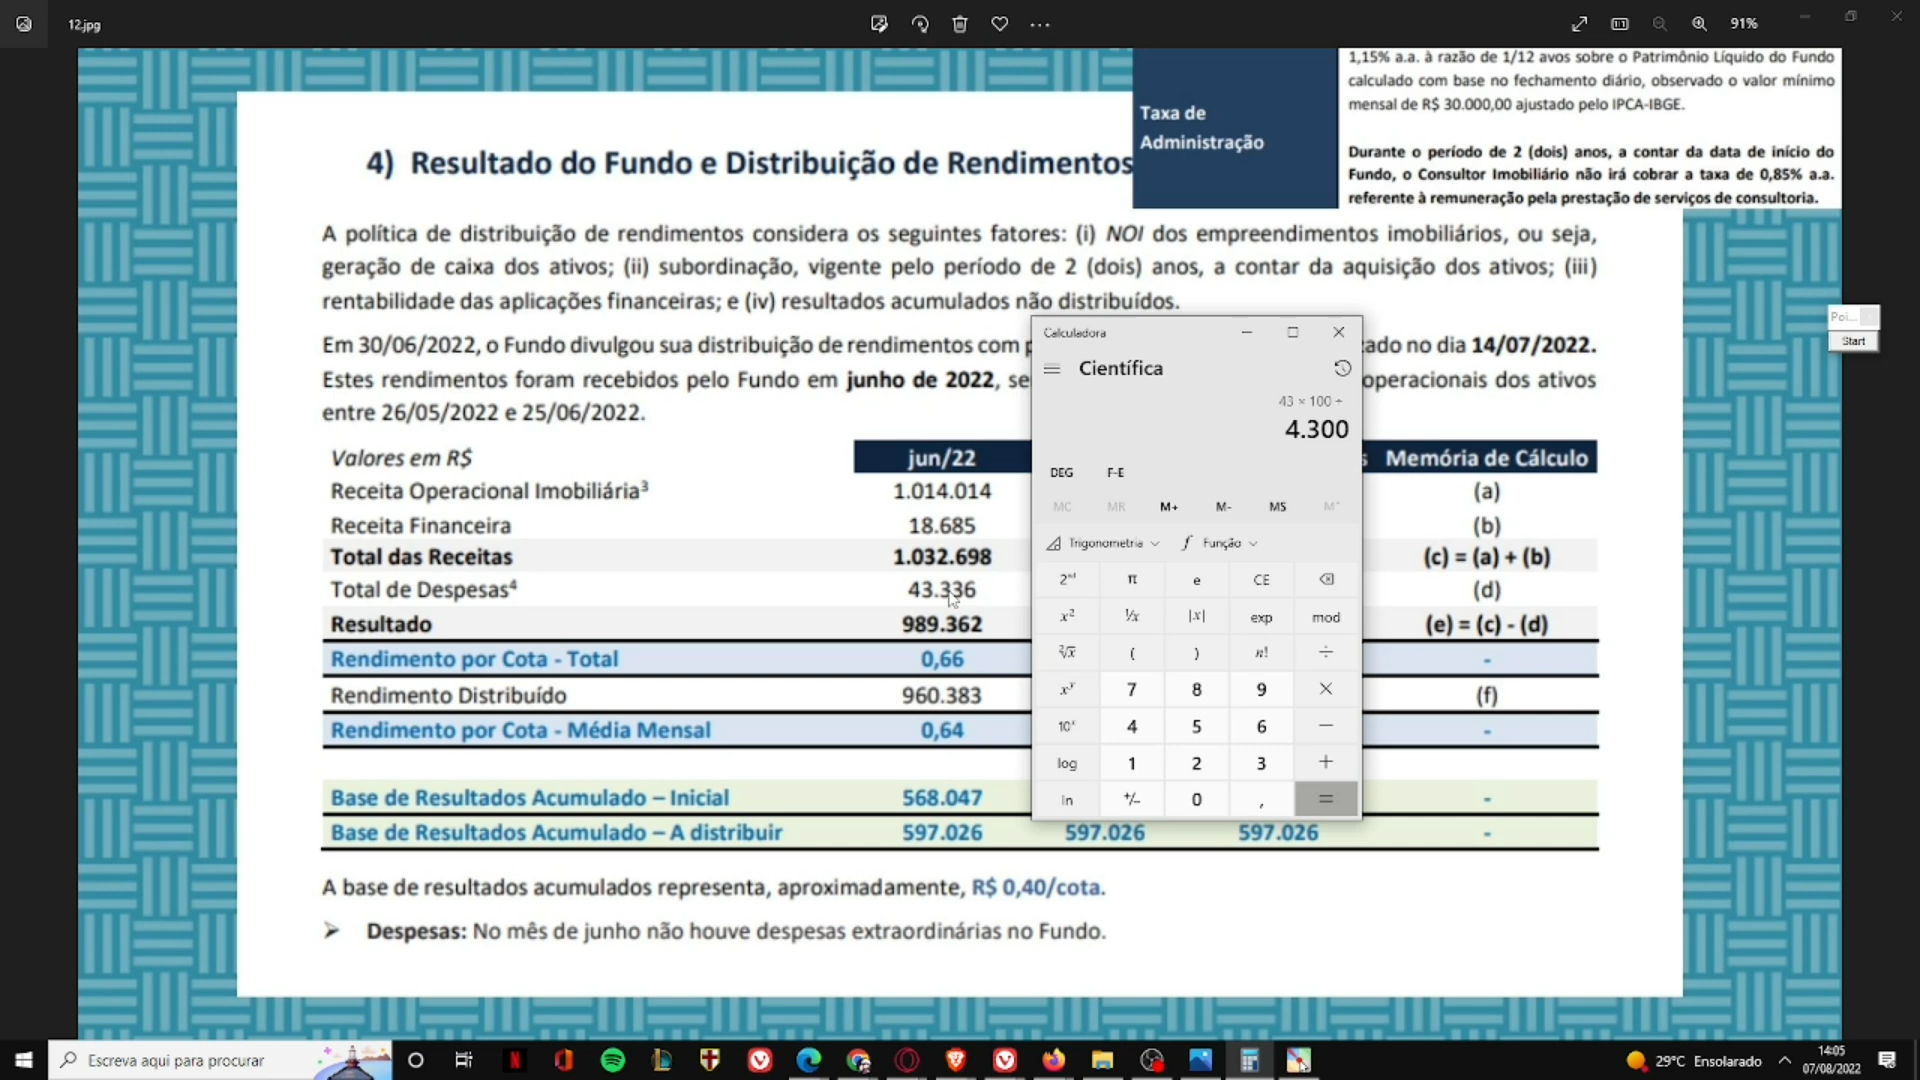 12.jpg
91%
1,15% a.a. à razão de 1/12 avos sobre o Patrimônio Líquido do Fundo
calculado com base no fechamento diário, observado o valor mínimo
mensal de R$ 30.000,00 ajustado pelo IPCA-IBGE.
Taxa de
Administração
Durante o período de 2 (dois) anos, a contar da data de início do
Fundo, o Consultor Imobiliário não irá cobrar a taxa de 0,85% a.a.
referente à remuneração pela prestação de serviços de consultoria.
4) Resultado do Fundo e Distribuição de Rendimentos
A política de distribuição de rendimentos considera os seguintes fatores: (i) NOI dos empreendimentos imobiliários, ou seja,
geração de caixa dos ativos; (ii) subordinação, vigente pelo período de 2 (dois) anos, a contar da aquisição dos ativos; (iii)
rentabilidade das aplicações financeiras; e (iv) resultados acumulados não distribuídos.
Em 30/06/2022, o Fundo divulgou sua distribuição de rendimentos com p
ado no dia 14/07/2022.
Estes rendimentos foram recebidos pelo Fundo em junho de 2022, se
operacionais dos ativos
entre 26/05/2022 e 25/06/2022.
Valores em R$ jun/22 s Memória de Cálculo
Receita Operacional Imobiliária³ 1.014.014 (a)
Receita Financeira 18.685 (b)
Total das Receitas 1.032.698 (c) = (a) + (b)
Total de Despesas⁴ 43.336 (d)
Resultado 989.362 (e) = (c) - (d)
Rendimento por Cota - Total 0,66 -
Rendimento Distribuído 960.383 (f)
Rendimento por Cota - Média Mensal 0,64 -
Base de Resultados Acumulado – Inicial 568.047 -
Base de Resultados Acumulado – A distribuir 597.026 597.026 597.026 -
A base de resultados acumulados representa, aproximadamente, R$ 0,40/cota.
➢ Despesas: No mês de junho não houve despesas extraordinárias no Fundo.
Calculadora
Científica
43 × 100 ÷
4.300
DEG F-E
MC MR M+ M- MS M˅
Trigonometria f Função
2ⁿᵈ π e CE
x² ¹/x |x| exp mod
²√x ( ) n! ÷
xʸ 7 8 9 ×
10ˣ 4 5 6 −
log 1 2 3 +
ln +/− 0 , =
Poi...
Start
Escreva aqui para procurar
29°C Ensolarado
14:05
07/08/2022